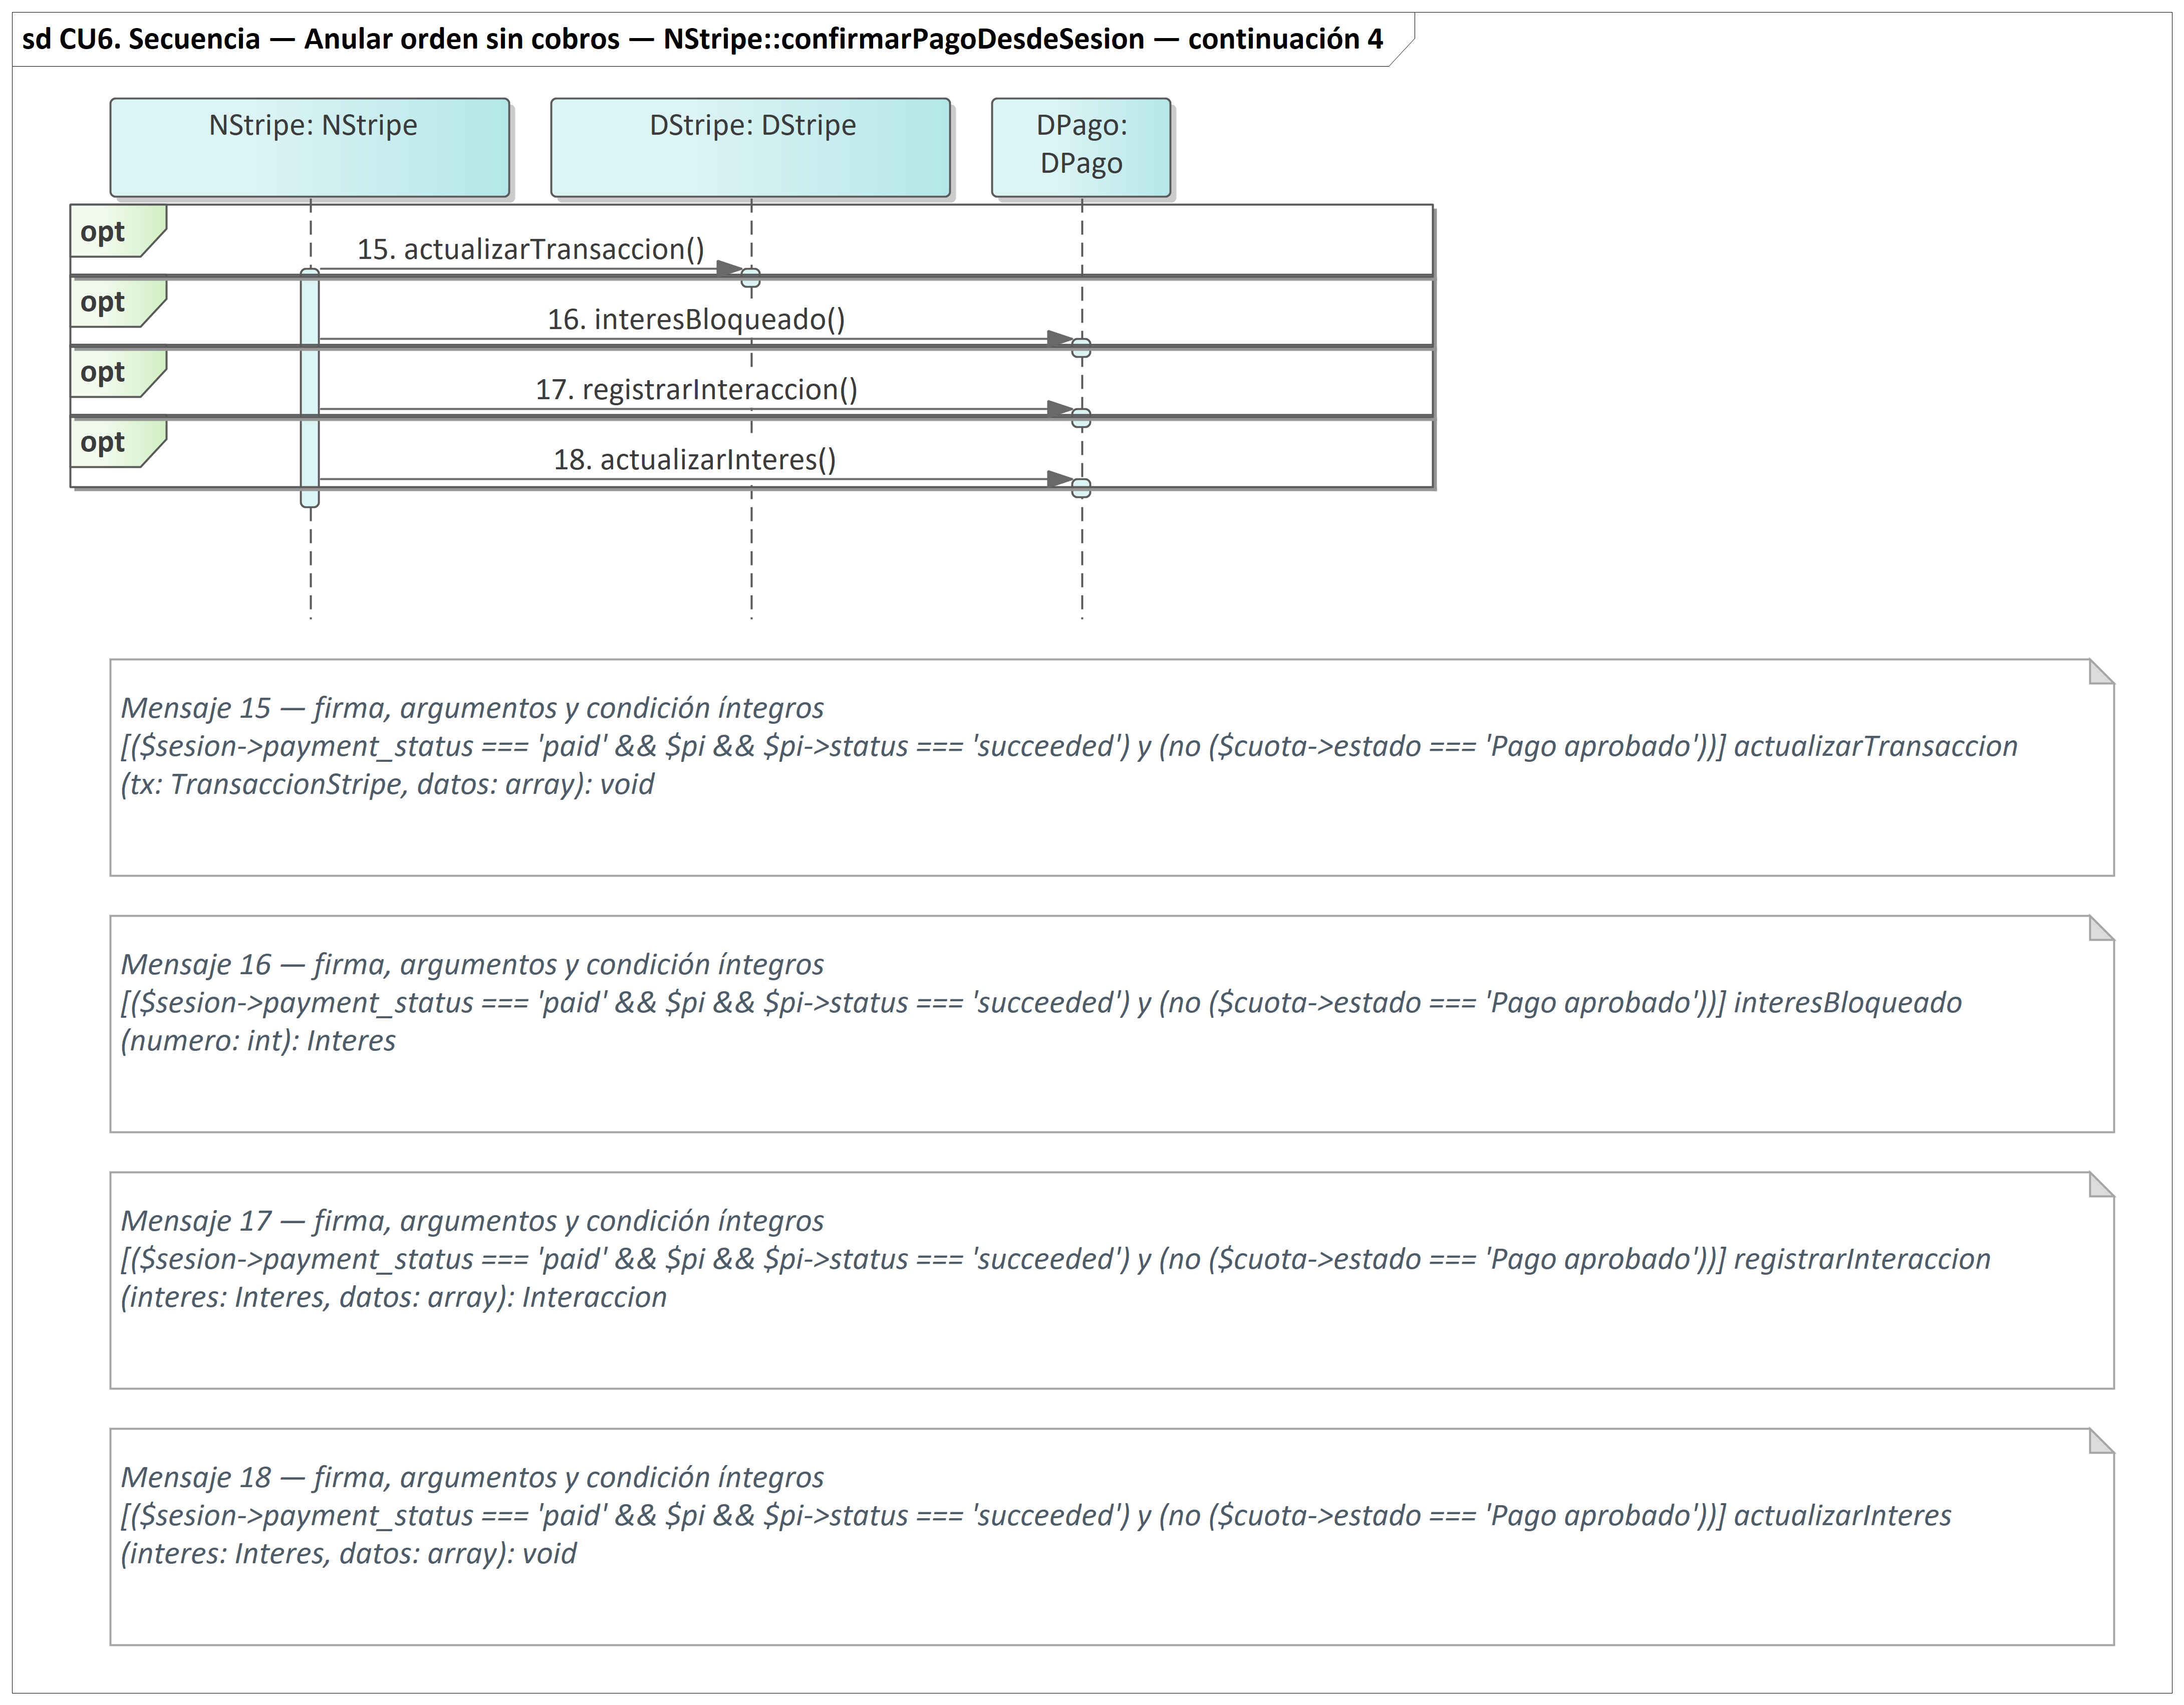 sd CU6. Secuencia — Anular orden sin cobros — NStripe::confirmarPagoDesdeSesion — continuación 4
NStripe: NStripe
DStripe: DStripe
DPago:
DPago
opt
15. actualizarTransaccion()
opt
16. interesBloqueado()
opt
17. registrarInteraccion()
opt
18. actualizarInteres()
Mensaje 15 — firma, argumentos y condición íntegros
[($sesion->payment_status === 'paid' && $pi && $pi->status === 'succeeded') y (no ($cuota->estado === 'Pago aprobado'))] actualizarTransaccion
(tx: TransaccionStripe, datos: array): void
Mensaje 16 — firma, argumentos y condición íntegros
[($sesion->payment_status === 'paid' && $pi && $pi->status === 'succeeded') y (no ($cuota->estado === 'Pago aprobado'))] interesBloqueado
(numero: int): Interes
Mensaje 17 — firma, argumentos y condición íntegros
[($sesion->payment_status === 'paid' && $pi && $pi->status === 'succeeded') y (no ($cuota->estado === 'Pago aprobado'))] registrarInteraccion
(interes: Interes, datos: array): Interaccion
Mensaje 18 — firma, argumentos y condición íntegros
[($sesion->payment_status === 'paid' && $pi && $pi->status === 'succeeded') y (no ($cuota->estado === 'Pago aprobado'))] actualizarInteres
(interes: Interes, datos: array): void